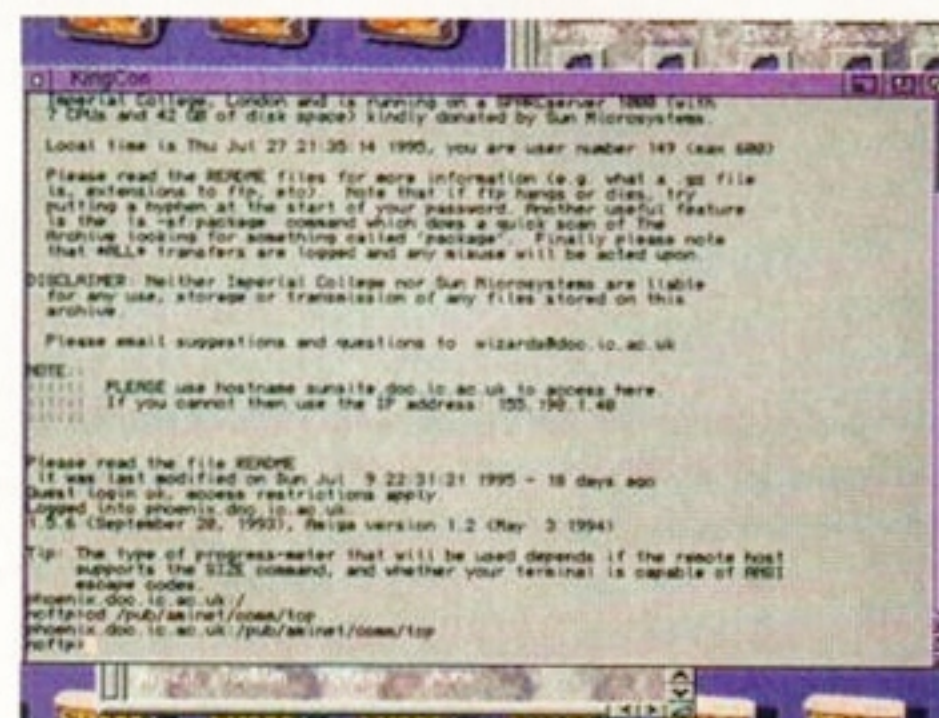 KingCon
Imperial College, London and is running on a SPARCserver 1000 (with
7 CPUs and 42 GB of disk space) kindly donated by Sun Microsystems.
Local time is Thu Jul 27 21:35:14 1995, you are user number 149 (max 600)
Please read the README files for more information (e.g. what a .gz file
is, extensions to ftp, etc). Note that if ftp hangs or dies, try
putting a hyphen at the start of your password. Another useful feature
is the 'ls -sf package' command which does a quick scan of the
Archive looking for something called 'package'. Finally please note
that *ALL* transfers are logged and any misuse will be acted upon.
DISCLAIMER: Neither Imperial College nor Sun Microsystems are liable
for any use, storage or transmission of any files stored on this
archive.
Please email suggestions and questions to wizards@doc.ic.ac.uk
NOTE:
PLEASE use hostname sunsite.doc.ic.ac.uk to access here.
If you cannot then use the IP address 155.198.1.40
Please read the file README
it was last modified on Sun Jul 9 22:31:21 1995 - 18 days ago
Guest login ok, access restrictions apply.
Logged into phoenix.doc.ic.ac.uk.
1.5.6 (September 20, 1993), Amiga version 1.2 (May 3 1994)
Tip: The type of progress-meter that will be used depends if the remote host
supports the SIZE command, and whether your terminal is capable of ANSI
escape codes.
phoenix.doc.ic.ac.uk:/
ncftp>cd /pub/aminet/comm/tcp
phoenix.doc.ic.ac.uk:/pub/aminet/comm/tcp
ncftp>